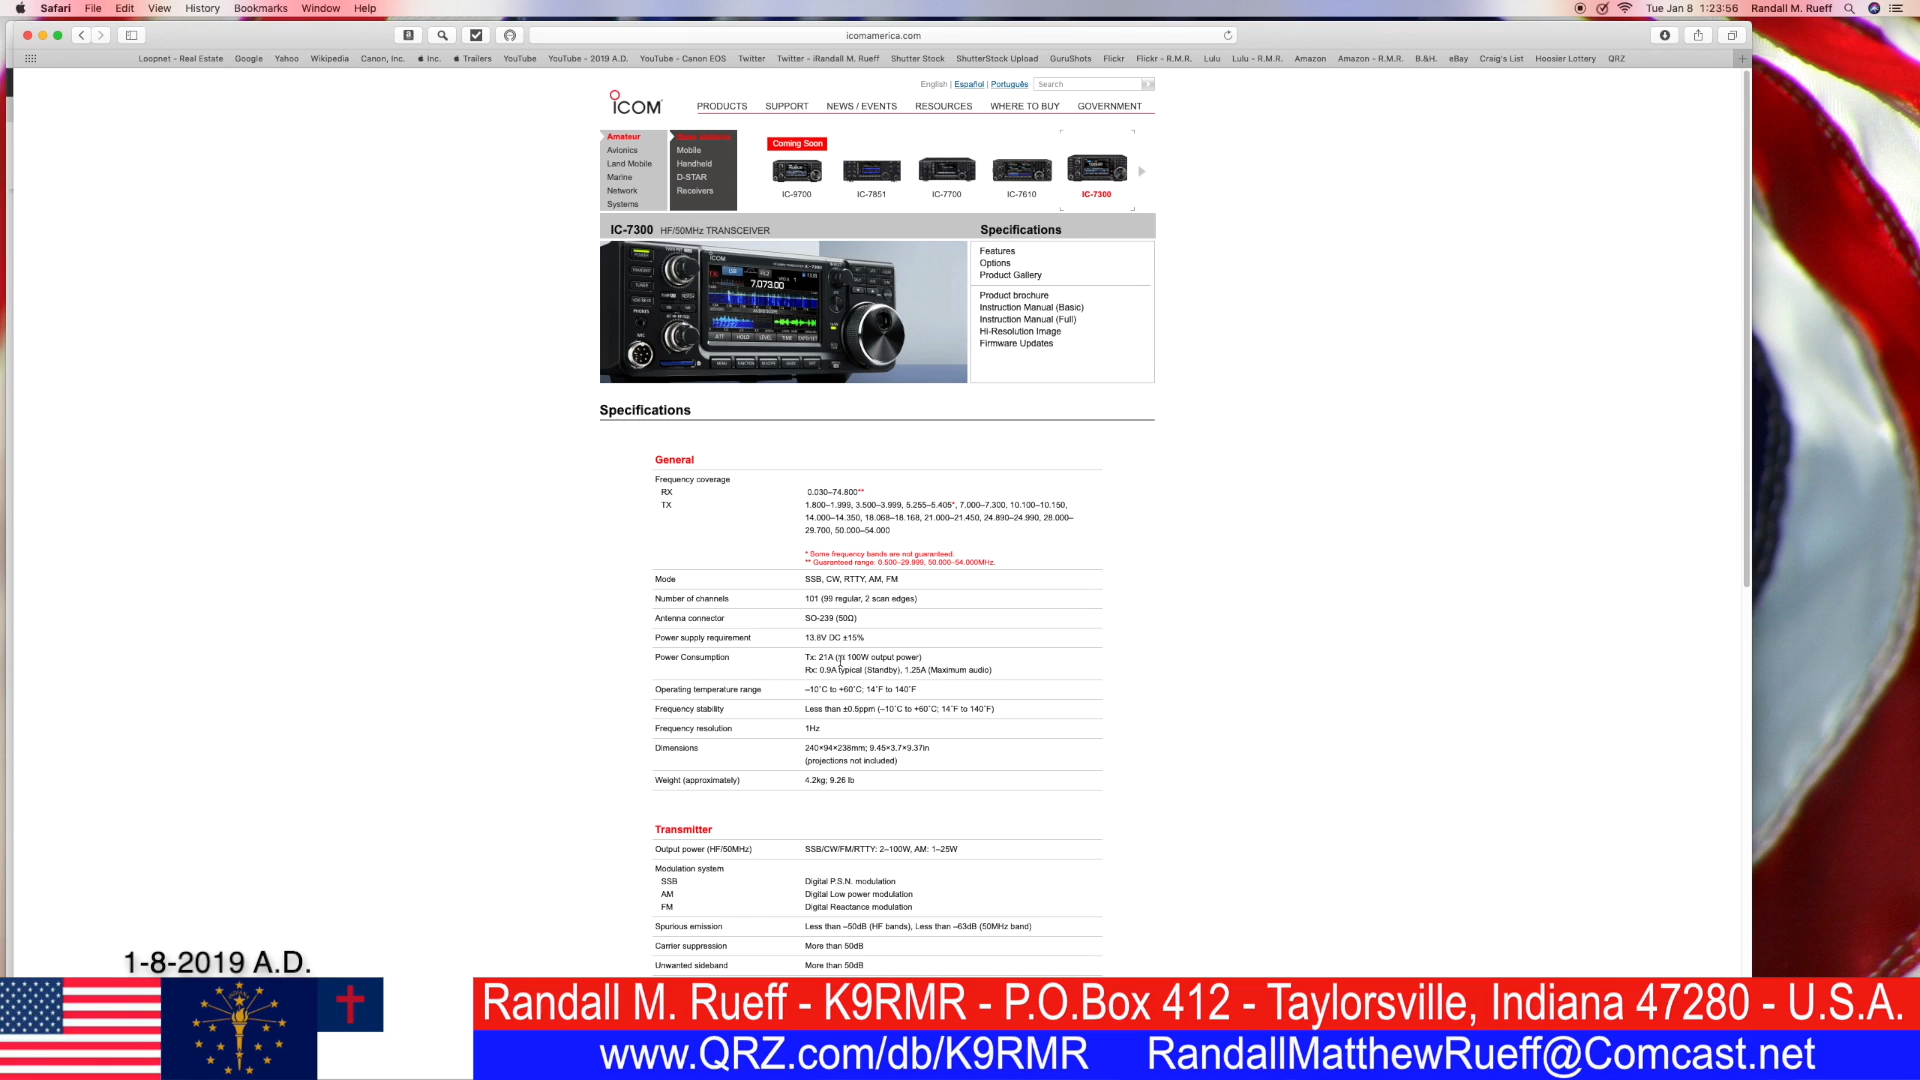 Safari File Edit View History Bookmarks Window Help
Tue Jan 8 1:23:56 Randall M. Rueff
icomamerica.com
Loopnet - Real Estate Google Yahoo Wikipedia Canon, Inc. Inc. Trailers YouTube YouTube - 2019 A.D. YouTube - Canon EOS Twitter Twitter - iRandall M. Rueff Shutter Stock ShutterStock Upload GuruShots Flickr Flickr - R.M.R. Lulu Lulu - R.M.R. Amazon Amazon - R.M.R. B.&H. eBay Craig's List Hoosier Lottery QRZ
English | Español | Português Search
ICOM
PRODUCTS SUPPORT NEWS / EVENTS RESOURCES WHERE TO BUY GOVERNMENT
Amateur
Avionics
Land Mobile
Marine
Network
Systems
Mobile
Handheld
D-STAR
Receivers
Coming Soon
IC-9700 IC-7851 IC-7700 IC-7610 IC-7300
IC-7300 HF/50MHz TRANSCEIVER
Specifications
Features
Options
Product Gallery
Product brochure
Instruction Manual (Basic)
Instruction Manual (Full)
Hi-Resolution Image
Firmware Updates
ICOM
7.073.00
ATT HOLD LEVEL TIME EXPD/SET
PHONES
MIC
Specifications
General
Frequency coverage
RX 0.030–74.800**
TX 1.800–1.999, 3.500–3.999, 5.255–5.405*, 7.000–7.300, 10.100–10.150,
14.000–14.350, 18.068–18.168, 21.000–21.450, 24.890–24.990, 28.000–
29.700, 50.000–54.000
* Some frequency bands are not guaranteed.
** Guaranteed range: 0.500–29.999, 50.000–54.000MHz.
Mode SSB, CW, RTTY, AM, FM
Number of channels 101 (99 regular, 2 scan edges)
Antenna connector SO-239 (50Ω)
Power supply requirement 13.8V DC ±15%
Power Consumption Tx: 21A (at 100W output power)
Rx: 0.9A typical (Standby), 1.25A (Maximum audio)
Operating temperature range –10˚C to +60˚C; 14˚F to 140˚F
Frequency stability Less than ±0.5ppm (–10˚C to +60˚C; 14˚F to 140˚F)
Frequency resolution 1Hz
Dimensions 240×94×238mm; 9.45×3.7×9.37in
(projections not included)
Weight (approximately) 4.2kg; 9.26 lb
Transmitter
Output power (HF/50MHz) SSB/CW/FM/RTTY: 2–100W, AM: 1–25W
Modulation system
SSB Digital P.S.N. modulation
AM Digital Low power modulation
FM Digital Reactance modulation
Spurious emission Less than –50dB (HF bands), Less than –63dB (50MHz band)
Carrier suppression More than 50dB
Unwanted sideband More than 50dB
1-8-2019 A.D.
INDIANA
Randall M. Rueff - K9RMR - P.O.Box 412 - Taylorsville, Indiana 47280 - U.S.A.
www.QRZ.com/db/K9RMR RandallMatthewRueff@Comcast.net